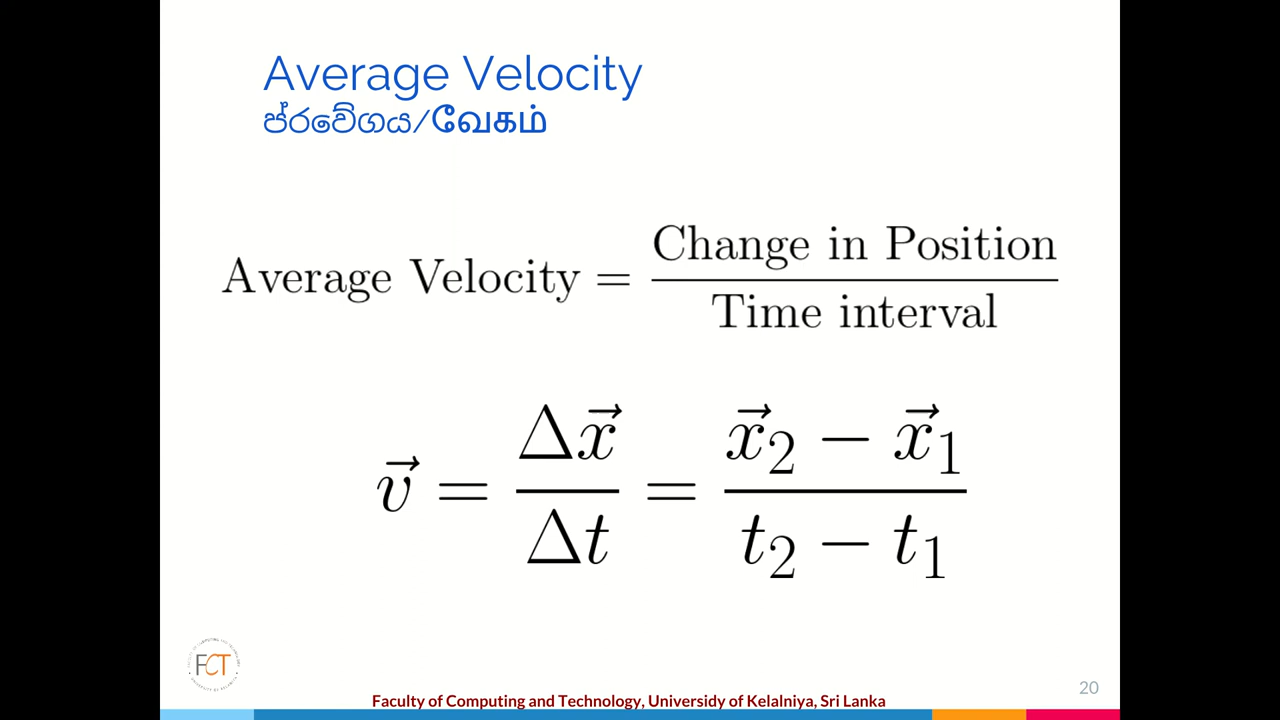 Average Velocity
ප්රවේගය/வேகம்
Average Velocity = Change in Position / Time interval
v⃗ = Δx⃗ / Δt = x⃗₂ − x⃗₁ / t₂ − t₁
FCT
20
Faculty of Computing and Technology, Universidy of Kelalniya, Sri Lanka